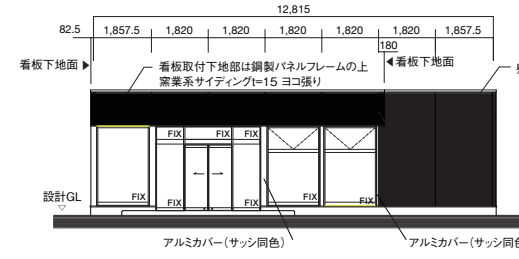 12,815
82.5 1,857.5 1,820 1,820 1,820 1,820 1,820 1,857.5
180
看板下地面
看板取付下地部は鋼製パネルフレームの上
窯業系サイディングt=15 ヨコ張り
看板下地面
FIX FIX FIX
設計GL
FIX FIX FIX FIX FIX
アルミカバー(サッシ同色)
アルミカバー(サッシ同色